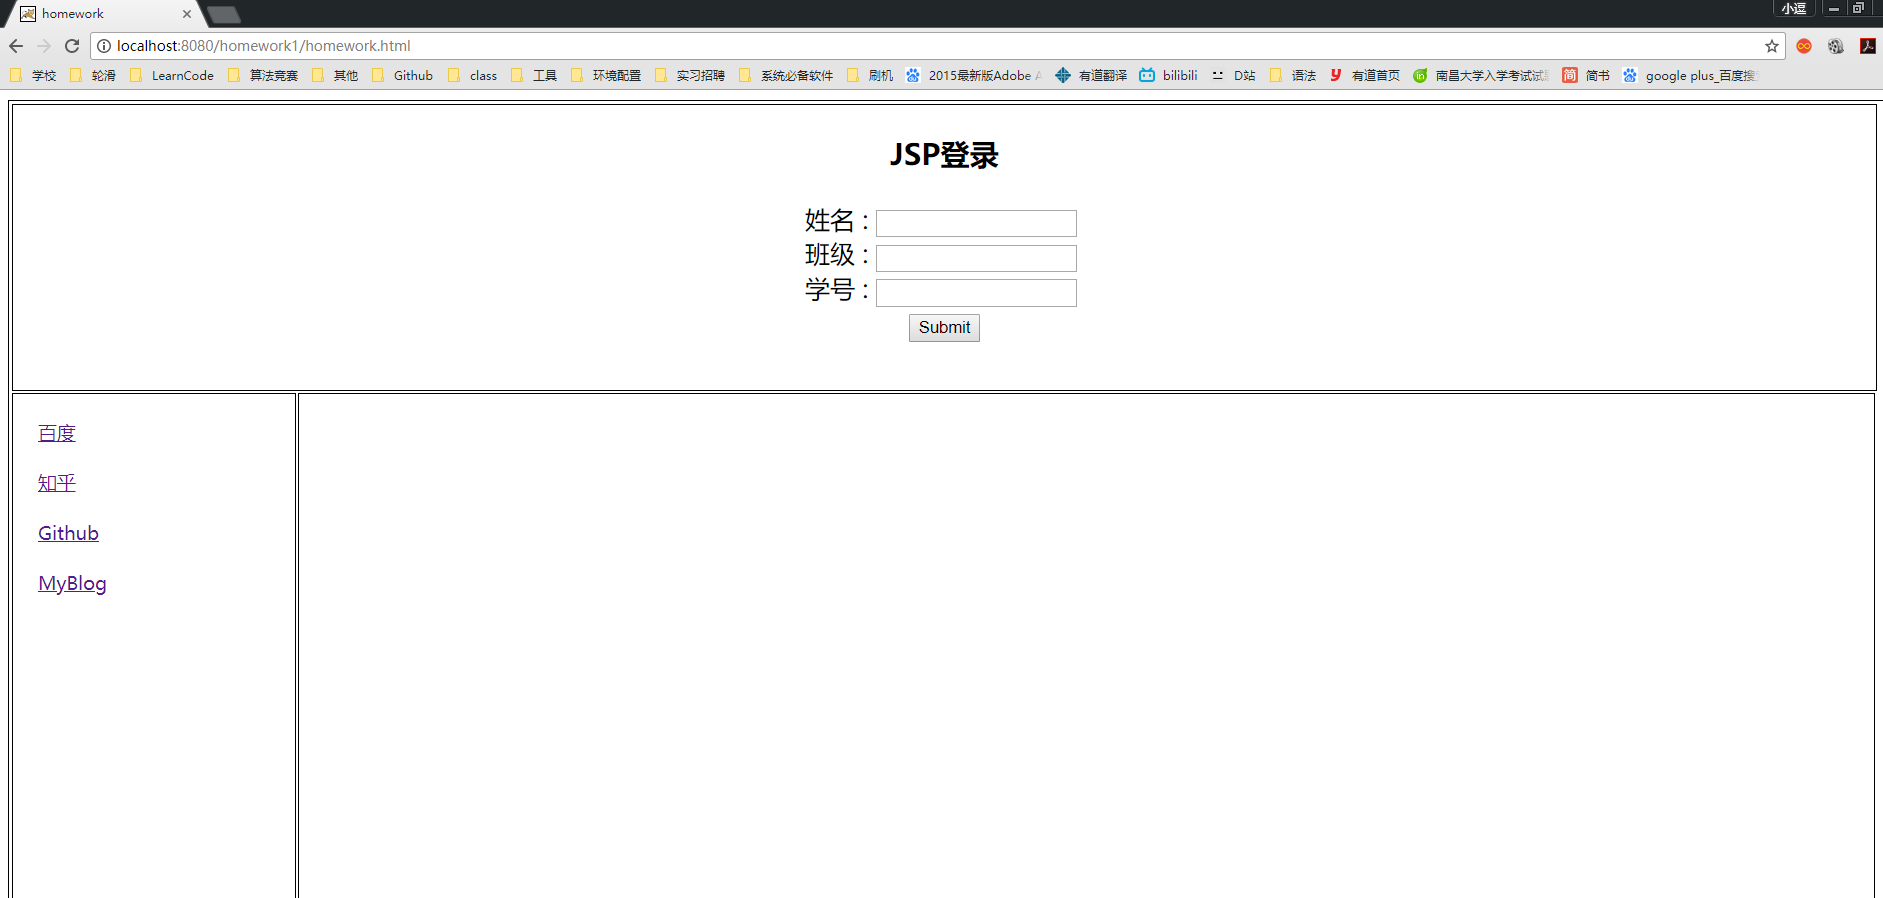 homework
小逗
localhost:8080/homework1/homework.html
学校 轮滑 LearnCode 算法竞赛 其他 Github class 工具 环境配置 实习招聘 系统必备软件 刷机 2015最新版Adobe A 有道翻译 bilibili D站 语法 有道首页 南昌大学入学考试试 简书 google plus_百度搜
JSP登录
姓名：
班级：
学号：
Submit
百度
知乎
Github
MyBlog